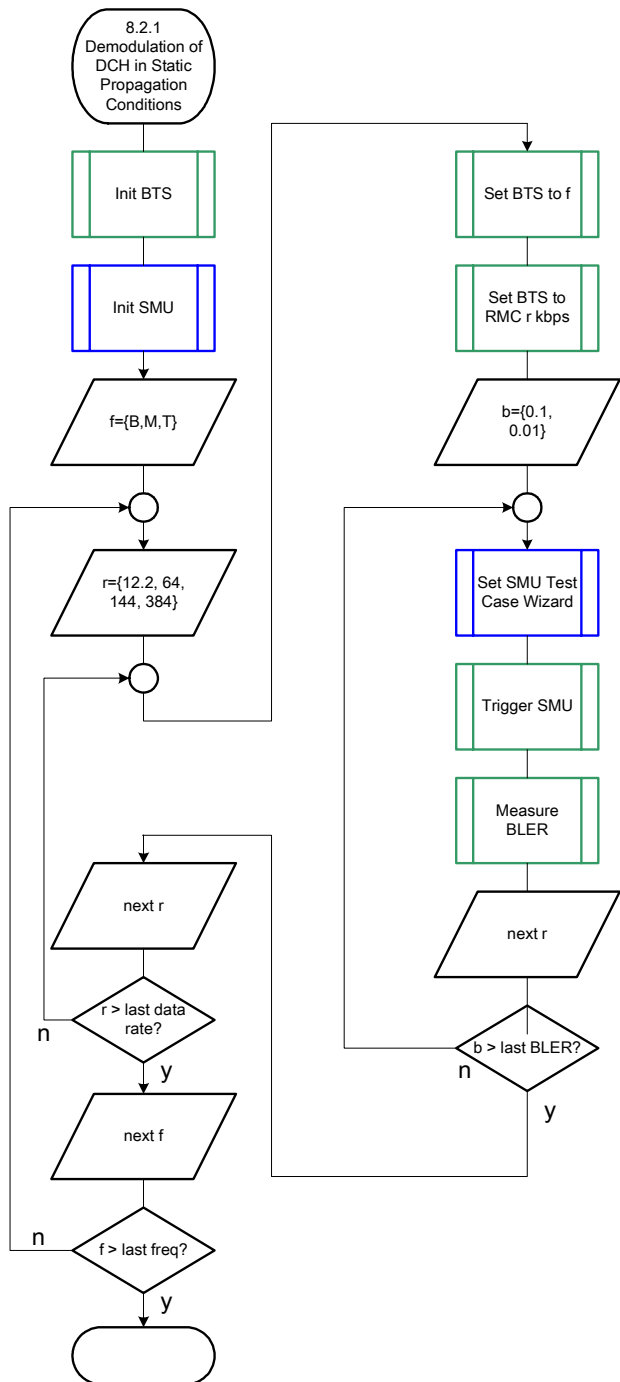 8.2.1
Demodulation of
DCH in Static
Propagation
Conditions
Init BTS
Init SMU
f={B,M,T}
r={12.2, 64,
144, 384}
Set BTS to f
Set BTS to
RMC r kbps
b={0.1,
0.01}
Set SMU Test
Case Wizard
Trigger SMU
Measure
BLER
next r
b > last BLER?
n
y
next r
r > last data
rate?
n
y
next f
f > last freq?
n
y